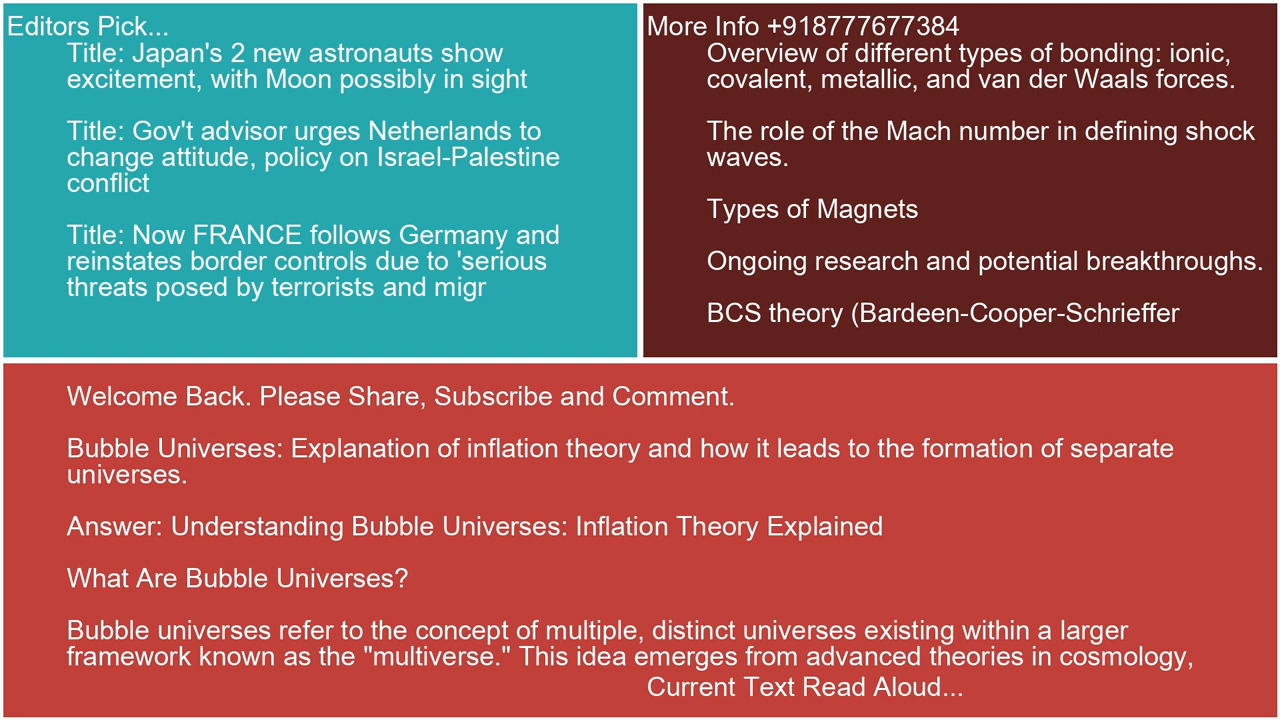 Editors Pick...
Title: Japan's 2 new astronauts show
excitement, with Moon possibly in sight
Title: Gov't advisor urges Netherlands to
change attitude, policy on Israel-Palestine
conflict
Title: Now FRANCE follows Germany and
reinstates border controls due to 'serious
threats posed by terrorists and migr
More Info +918777677384
Overview of different types of bonding: ionic,
covalent, metallic, and van der Waals forces.
The role of the Mach number in defining shock
waves.
Types of Magnets
Ongoing research and potential breakthroughs.
BCS theory (Bardeen-Cooper-Schrieffer
Welcome Back. Please Share, Subscribe and Comment.
Bubble Universes: Explanation of inflation theory and how it leads to the formation of separate
universes.
Answer: Understanding Bubble Universes: Inflation Theory Explained
What Are Bubble Universes?
Bubble universes refer to the concept of multiple, distinct universes existing within a larger
framework known as the "multiverse." This idea emerges from advanced theories in cosmology,
Current Text Read Aloud...